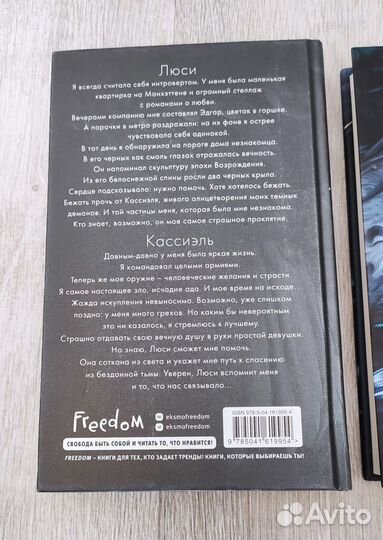 Люси
Я всегда считала себя интровертом. У меня была маленькая
квартирка на Манхэттене и огромный стеллаж
с романами о любви.
Вечерами компанию мне составлял Эдгар, цветок в горшке.
А парочки в метро раздражали: на их фоне я острее
чувствовала себя одинокой.
В тот день я обнаружила на пороге дома незнакомца.
В его черных как смоль глазах отражалась вечность.
Он напоминал скульптуру эпохи Возрождения.
Из его белоснежной спины росли два черных крыла.
Сердце подсказывало: нужно помочь. Хотя хотелось бежать.
Бежать прочь от Кассиэля, живого олицетворения моих темных
демонов. И той частицы меня, которая была мне незнакома.
Кто знает, возможно, он мое самое страшное проклятие.
Кассиэль
Давным-давно у меня была яркая жизнь.
Я командовал целыми армиями.
Теперь же мое оружие – человеческие желания и страсти.
Я самое настоящее зло, исчадие ада. И мое время на исходе.
Жажда искупления невыносима. Возможно, уже слишком
поздно: у меня много грехов. Но каким бы невероятным
это ни казалось, я стремлюсь к лучшему.
Страшно отдавать свою вечную душу в руки простой девушки.
Но знаю, Люси сможет мне помочь.
Она соткана из света и укажет мне путь к спасению
из бездонной тьмы. Уверен, Люси вспомнит меня
и то, что нас связывало...
Freedom
eksmofreedom
eksmofreedom
СВОБОДА БЫТЬ СОБОЙ И ЧИТАТЬ ТО, ЧТО НРАВИТСЯ!
FREEDOM – КНИГИ ДЛЯ ТЕХ, КТО ЗАДАЕТ ТРЕНДЫ! КНИГИ, КОТОРЫЕ ВЫБИРАЕШЬ ТЫ!
ISBN 978-5-04-161995-4
9 785041 619954 >
Avito